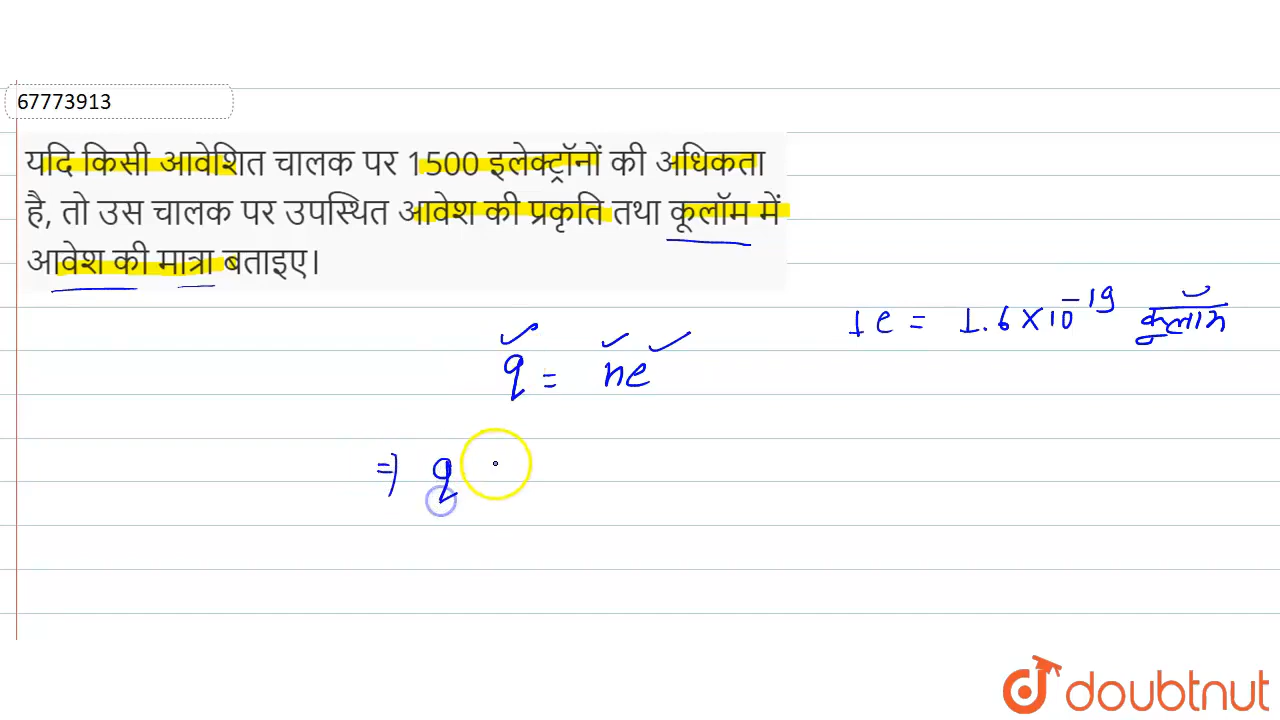 67773913
यदि किसी आवेशित चालक पर 1500 इलेक्ट्रॉनों की अधिकता
है, तो उस चालक पर उपस्थित आवेश की प्रकृति तथा कूलॉम में
आवेश की मात्रा बताइए।
1 e = 1.6 × 10⁻¹⁹ कूलाम
q = ne
⇒ q
doubtnut